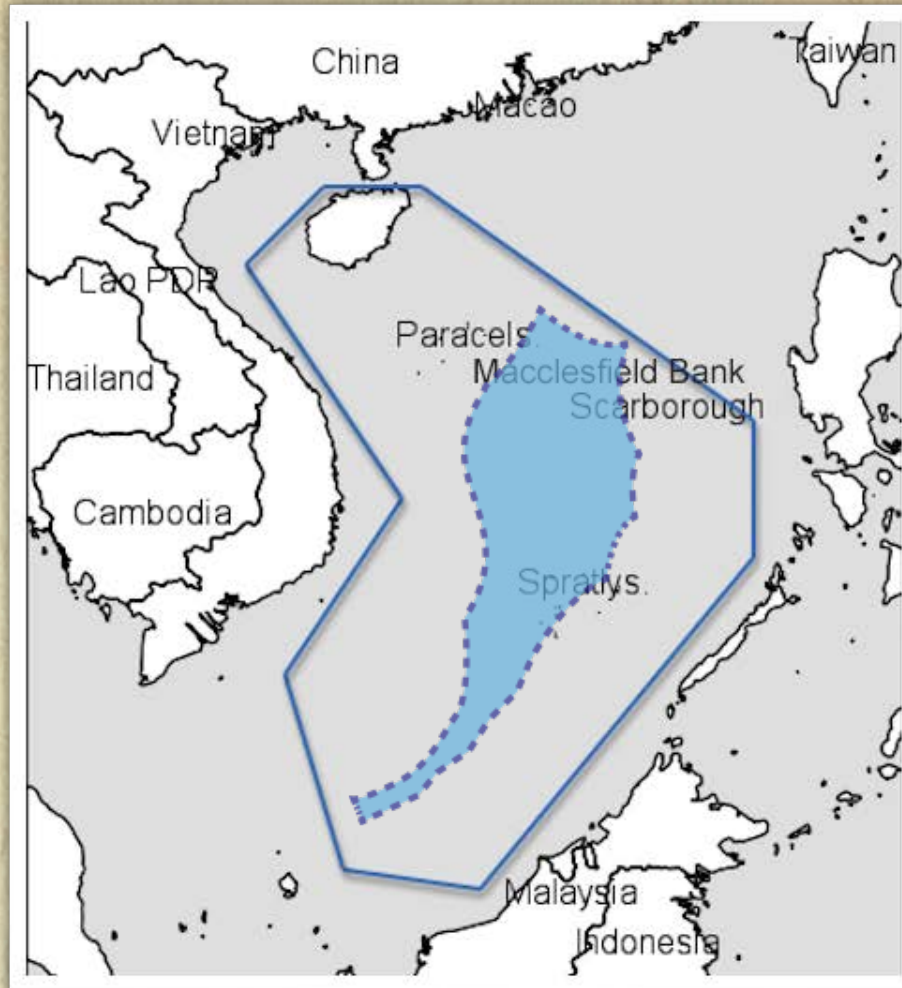 China
Taiwan
Macao
Vietnam
Lao PDR
Paracels
Thailand
Macclesfield Bank
Scarborough
Cambodia
Spratlys
Malaysia
Indonesia